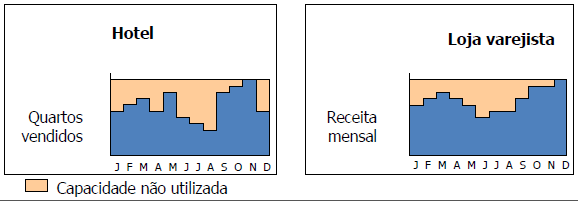 Hotel
Quartos
vendidos
J F M A M J J A S O N D
Loja varejista
Receita
mensal
J F M A M J J A S O N D
Capacidade não utilizada